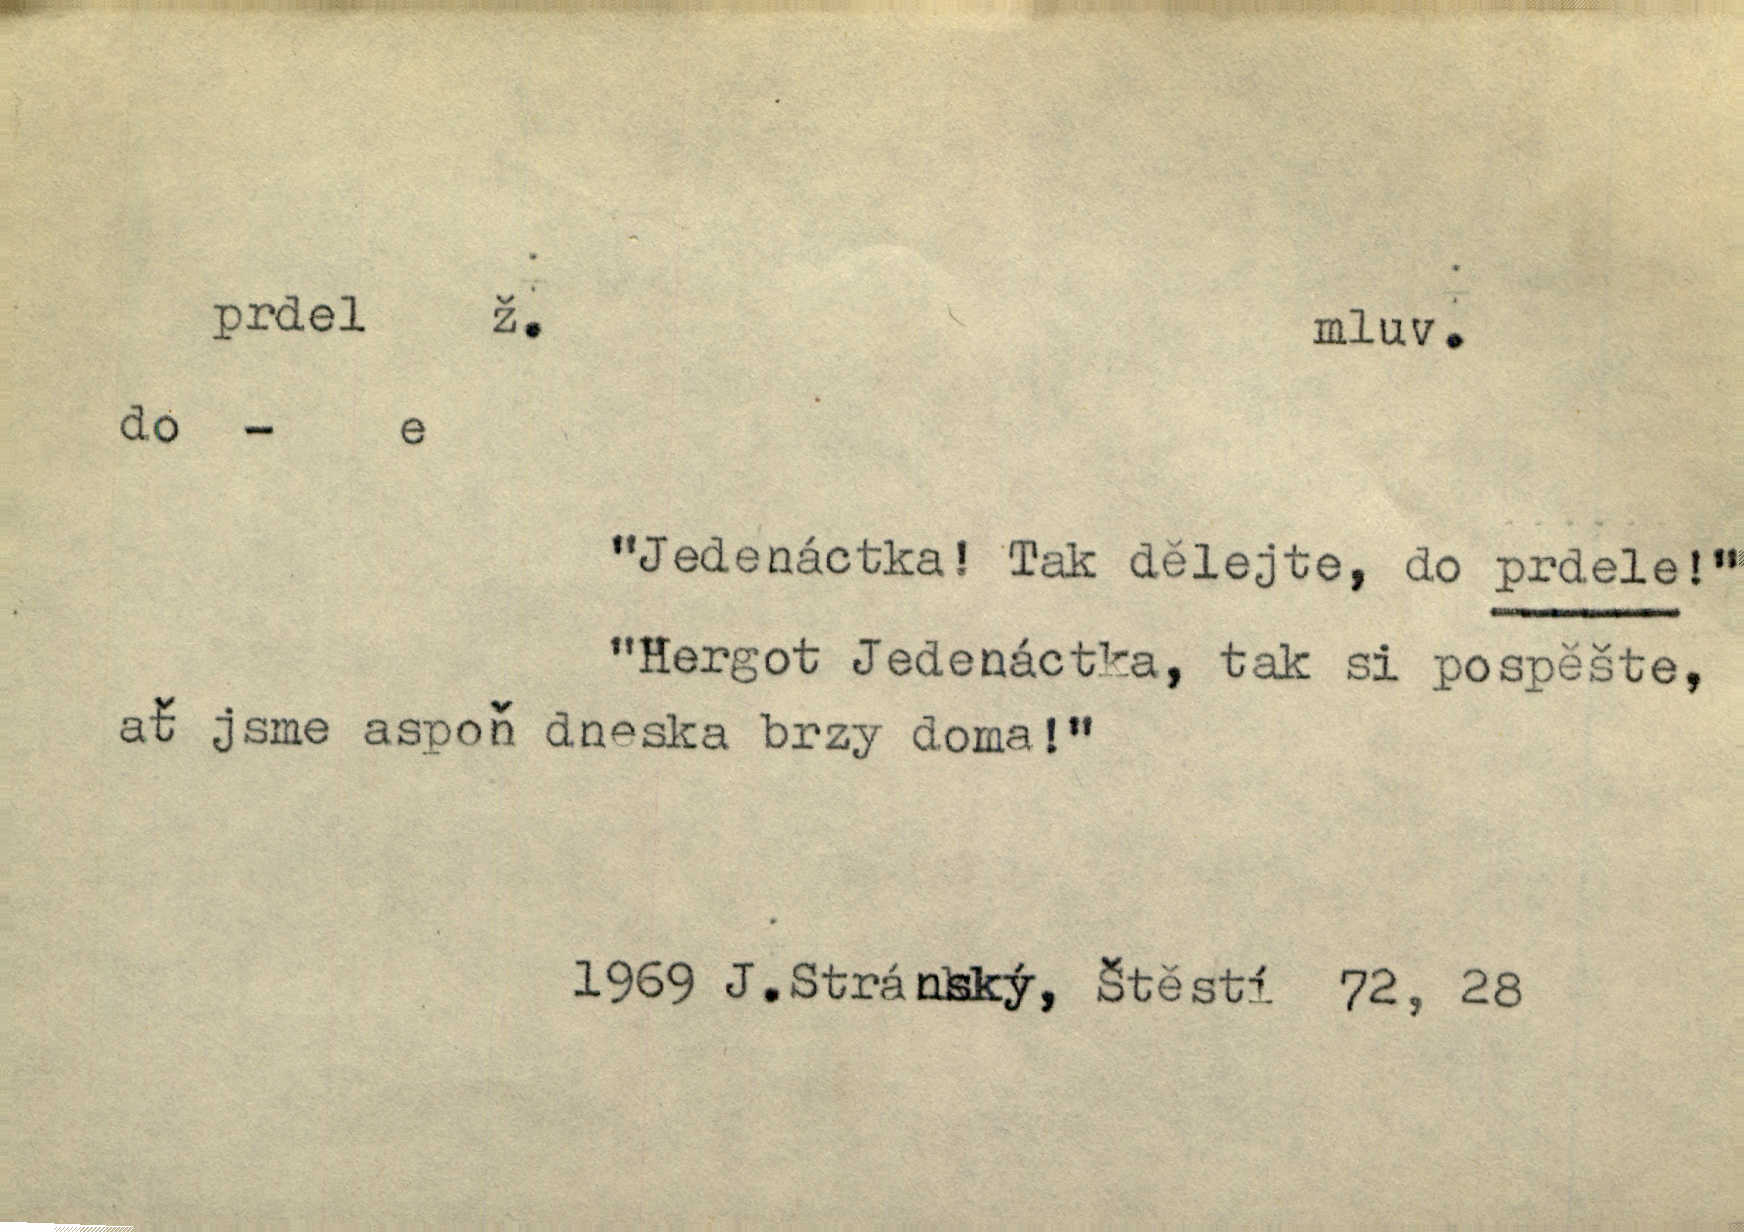 prdel ž. mluv.
do - e
"Jedenáctka! Tak dělejte, do prdele!"
"Hergot Jedenáctka, tak si pospěšte,
ať jsme aspoň dneska brzy doma!"
1969 J.Stránský, Štěstí 72, 28